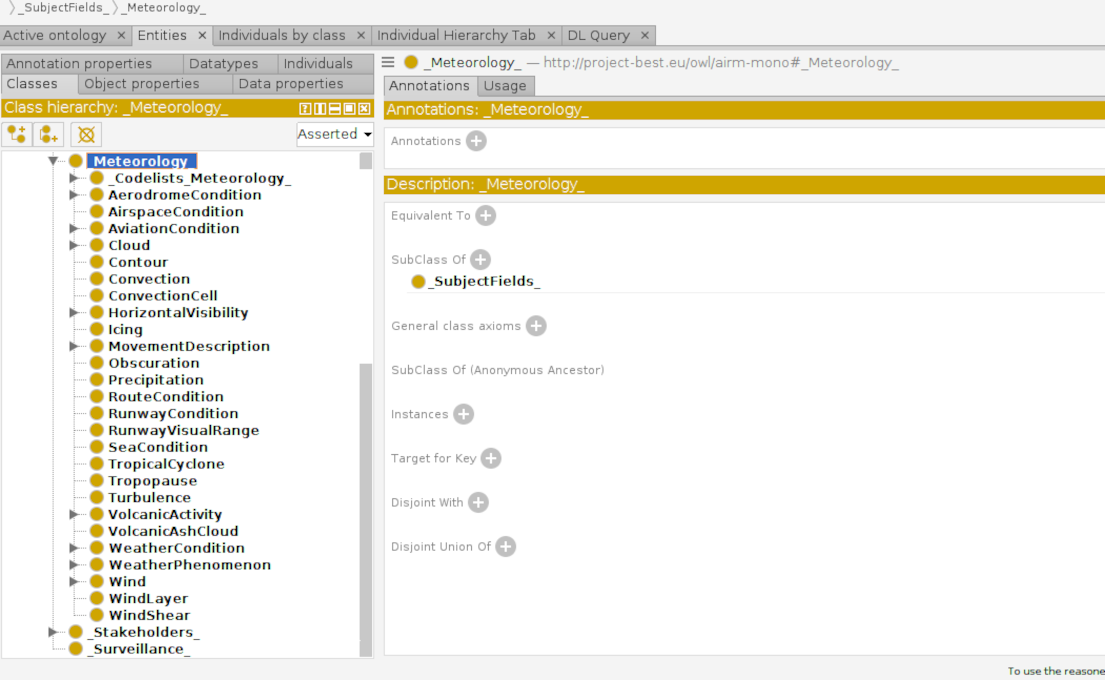 _SubjectFields_ _Meteorology_
Active ontology × Entities × Individuals by class × Individual Hierarchy Tab × DL Query ×
Annotation properties Datatypes Individuals
Classes Object properties Data properties
Class hierarchy: _Meteorology_
Asserted
_Meteorology_
_Codelists_Meteorology_
AerodromeCondition
AirspaceCondition
AviationCondition
Cloud
Contour
Convection
ConvectionCell
HorizontalVisibility
Icing
MovementDescription
Obscuration
Precipitation
RouteCondition
RunwayCondition
RunwayVisualRange
SeaCondition
TropicalCyclone
Tropopause
Turbulence
VolcanicActivity
VolcanicAshCloud
WeatherCondition
WeatherPhenomenon
Wind
WindLayer
WindShear
_Stakeholders_
_Surveillance_
_Meteorology_ — http://project-best.eu/owl/airm-mono#_Meteorology_
Annotations Usage
Annotations: _Meteorology_
Annotations
Description: _Meteorology_
Equivalent To
SubClass Of
_SubjectFields_
General class axioms
SubClass Of (Anonymous Ancestor)
Instances
Target for Key
Disjoint With
Disjoint Union Of
To use the reasone